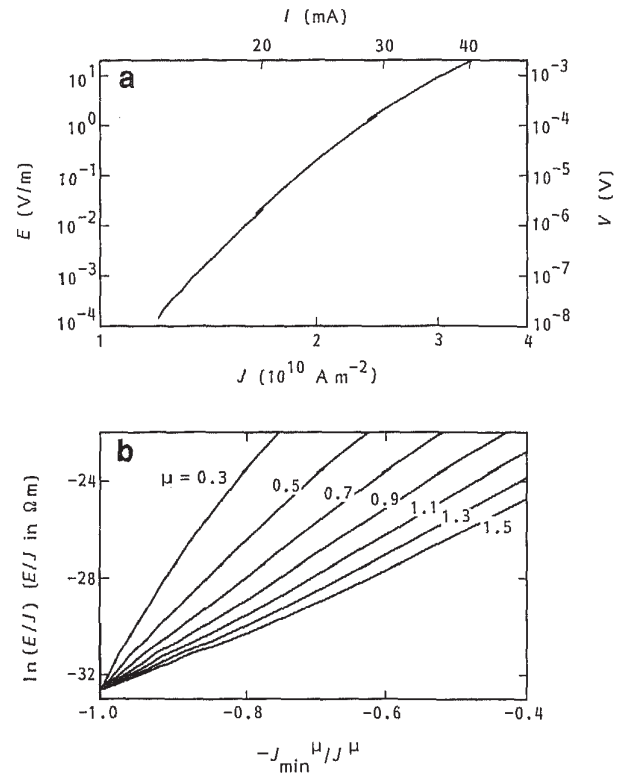 I (mA)
20 30 40
a
10^1 10^-3
10^0 10^-4
10^-1 10^-5
10^-2 10^-6
10^-3 10^-7
10^-4 10^-8
E (V/m)
V (V)
1 2 3 4
J (10^10 A m^-2)
b
μ = 0.3
0.5
0.7
0.9
1.1
1.3
1.5
-24
-28
-32
ln (E/J) (E/J in Ωm)
-1.0 -0.8 -0.6 -0.4
-J_min^μ/J^μ